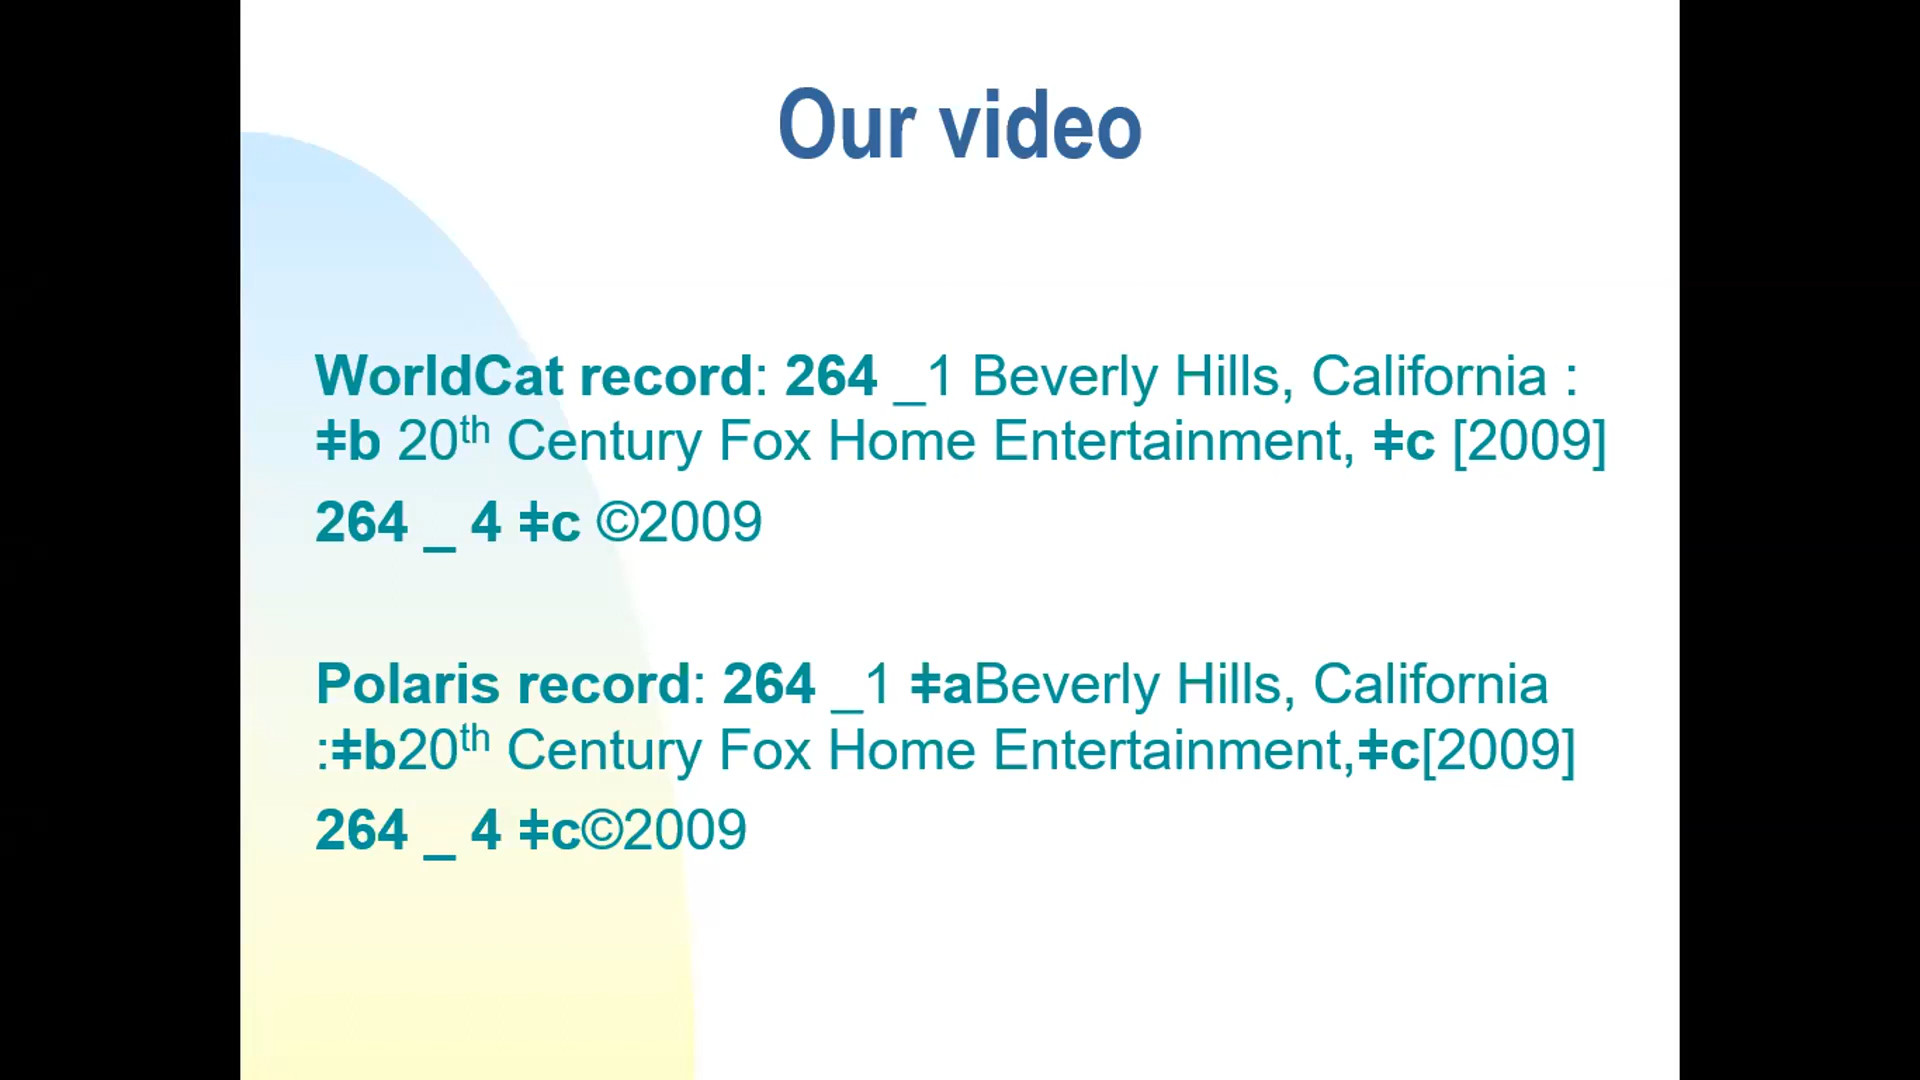 Our video
WorldCat record: 264 _1 Beverly Hills, California :
ǂb 20th Century Fox Home Entertainment, ǂc [2009]
264 _ 4 ǂc ©2009
Polaris record: 264 _1 ǂaBeverly Hills, California
:ǂb20th Century Fox Home Entertainment,ǂc[2009]
264 _ 4 ǂc©2009